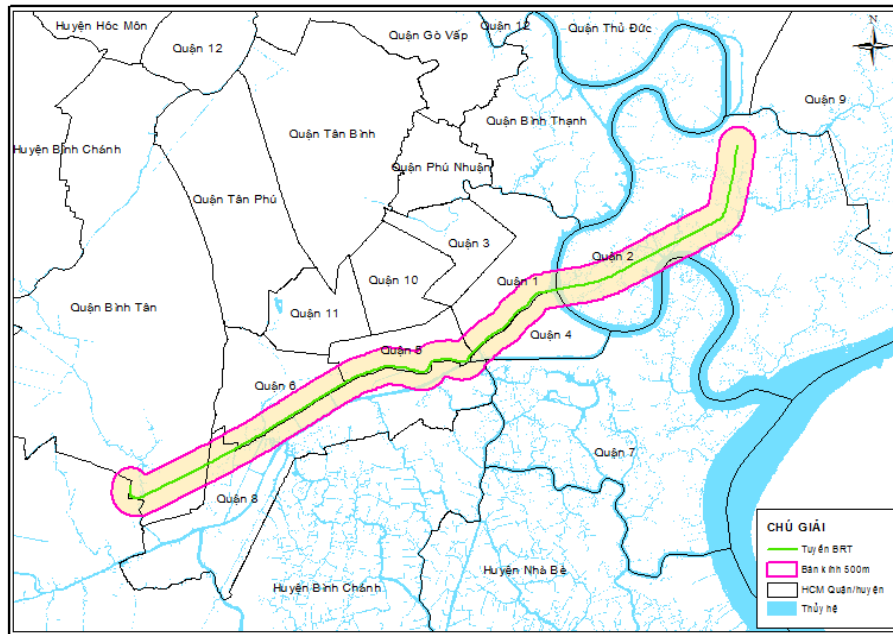 Huyện Hóc Môn
Quận 12
Quận Gò Vấp
Quận 12
Quận Thủ Đức
N
Quận 9
Quận Bình Thạnh
Quận Tân Bình
Huyện Bình Chánh
Quận Phú Nhuận
Quận Tân Phú
Quận 3
Quận 2
Quận 10
Quận 1
Quận Bình Tân
Quận 11
Quận 4
Quận 5
Quận 6
Quận 7
Quận 8
Huyện Nhà Bè
Huyện Bình Chánh
CHÚ GIẢI
Tuyến BRT
Bán kính 500m
HCM Quận/huyện
Thủy hệ